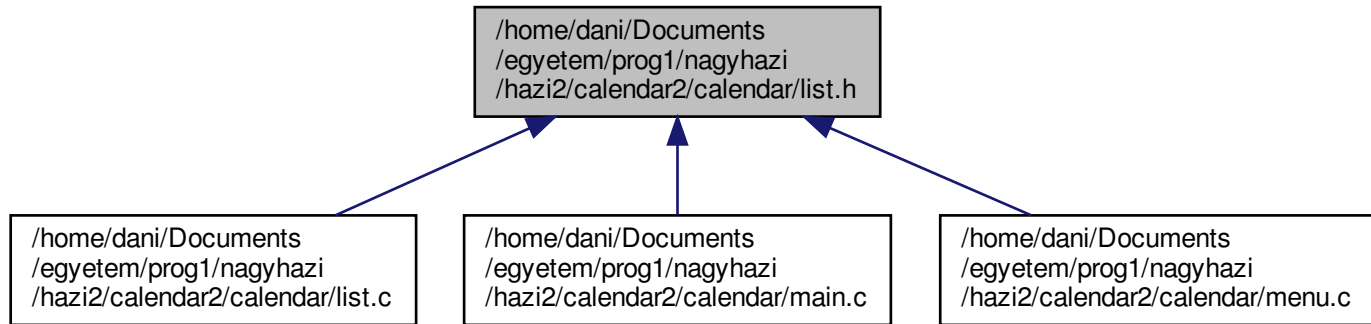 /home/dani/Documents
/egyetem/prog1/nagyhazi
/hazi2/calendar2/calendar/list.h
/home/dani/Documents
/egyetem/prog1/nagyhazi
/hazi2/calendar2/calendar/list.c
/home/dani/Documents
/egyetem/prog1/nagyhazi
/hazi2/calendar2/calendar/main.c
/home/dani/Documents
/egyetem/prog1/nagyhazi
/hazi2/calendar2/calendar/menu.c